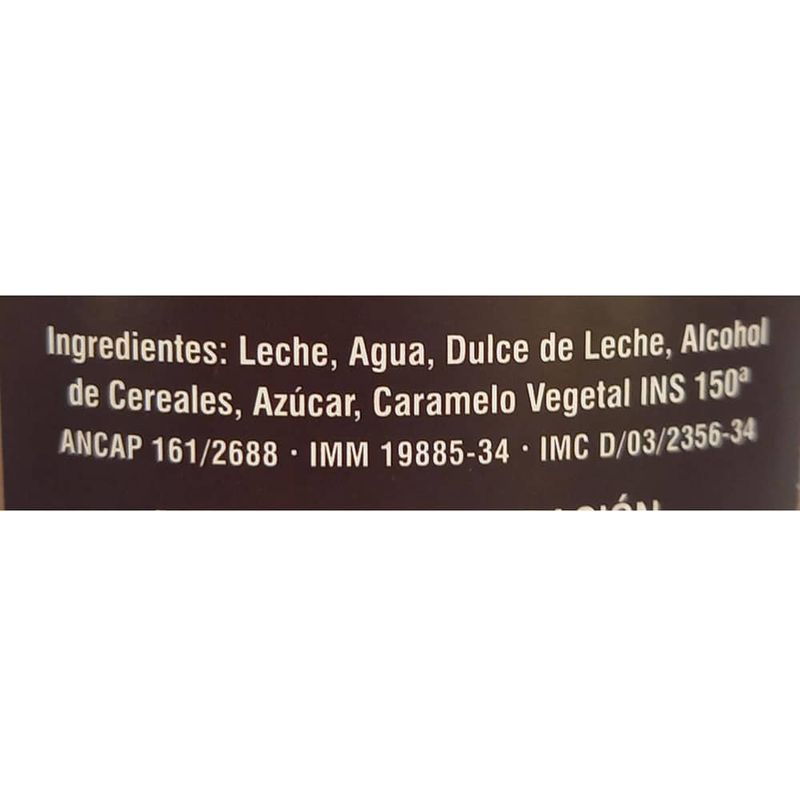 Ingredientes: Leche, Agua, Dulce de Leche, Alcohol
de Cereales, Azúcar, Caramelo Vegetal INS 150ª
ANCAP 161/2688 · IMM 19885-34 · IMC D/03/2356-34